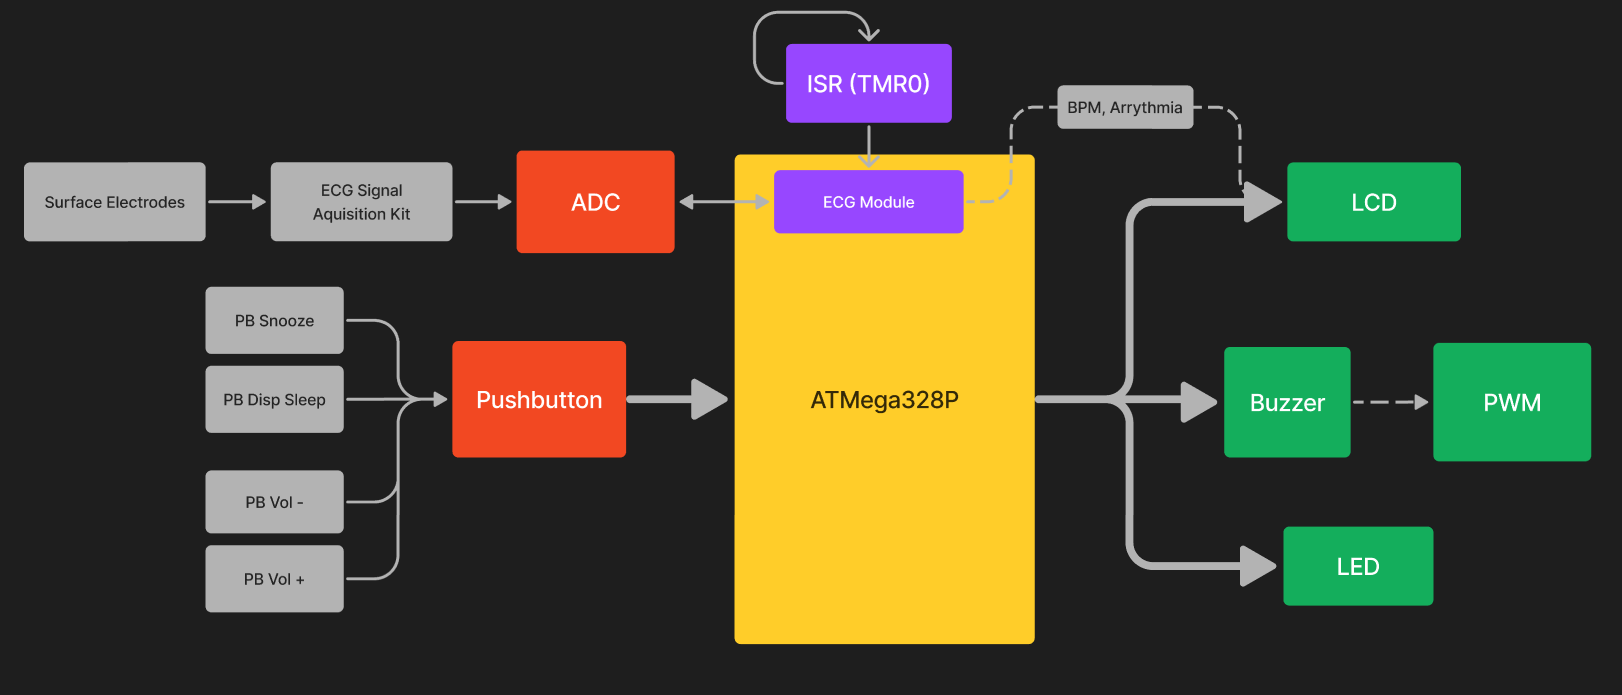 ISR (TMR0)
BPM, Arrythmia
Surface Electrodes
ECG Signal
Aquisition Kit
ADC
ECG Module
LCD
PB Snooze
PB Disp Sleep
Pushbutton
ATMega328P
Buzzer
PWM
PB Vol -
PB Vol +
LED